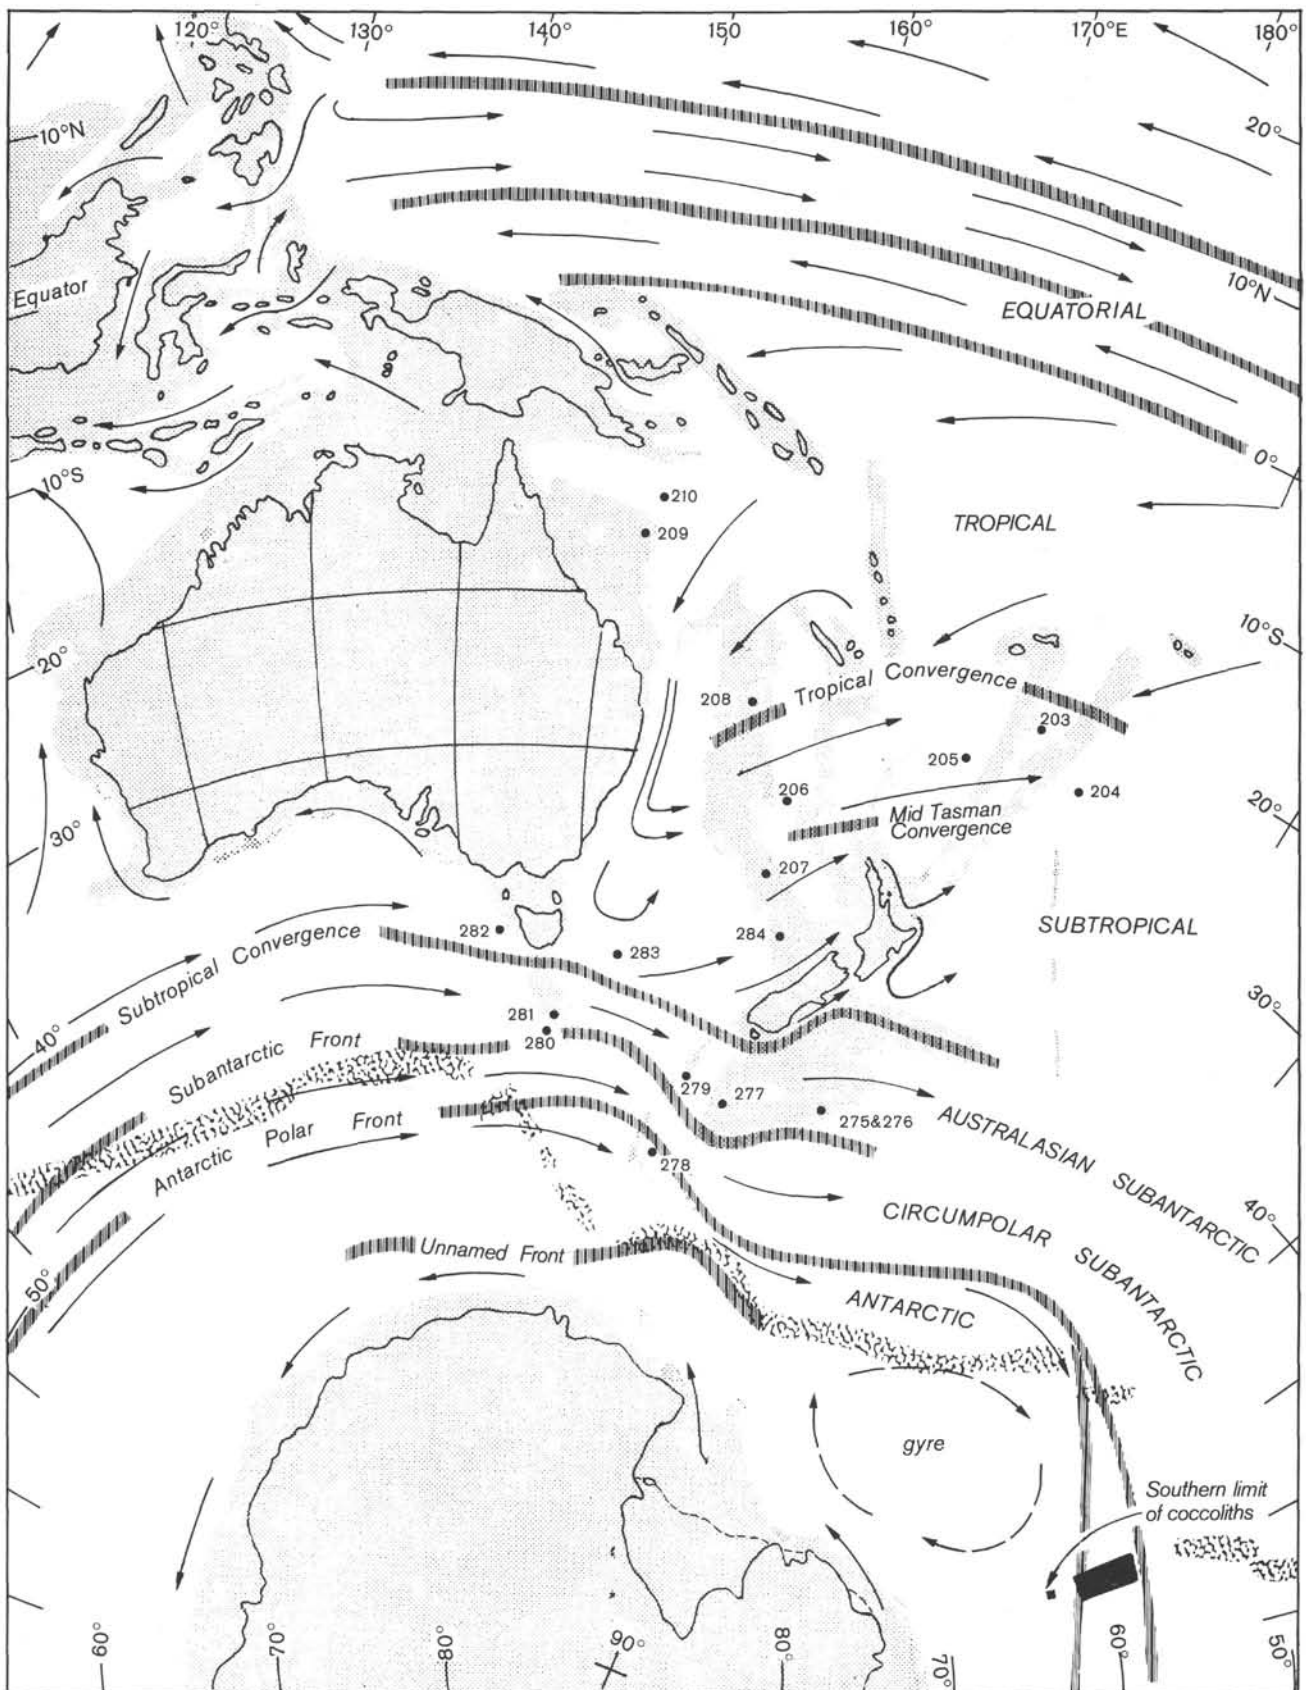 120°
130°
140°
150°
160°
170°E
180°
10°N
20°
Equator
10°N
EQUATORIAL
0°
10°S
210
209
TROPICAL
20°
10°S
Tropical Convergence
208
203
205
204
206
Mid Tasman
Convergence
20°
30°
207
SUBTROPICAL
282
284
283
Subtropical Convergence
30°
40°
281
280
Subantarctic Front
279
277
275&276
Antarctic Polar Front
278
AUSTRALASIAN SUBANTARCTIC
40°
CIRCUMPOLAR SUBANTARCTIC
Unnamed Front
50°
ANTARCTIC
gyre
Southern limit
of coccoliths
60°
70°
80°
90°
80°
70°
60°
50°